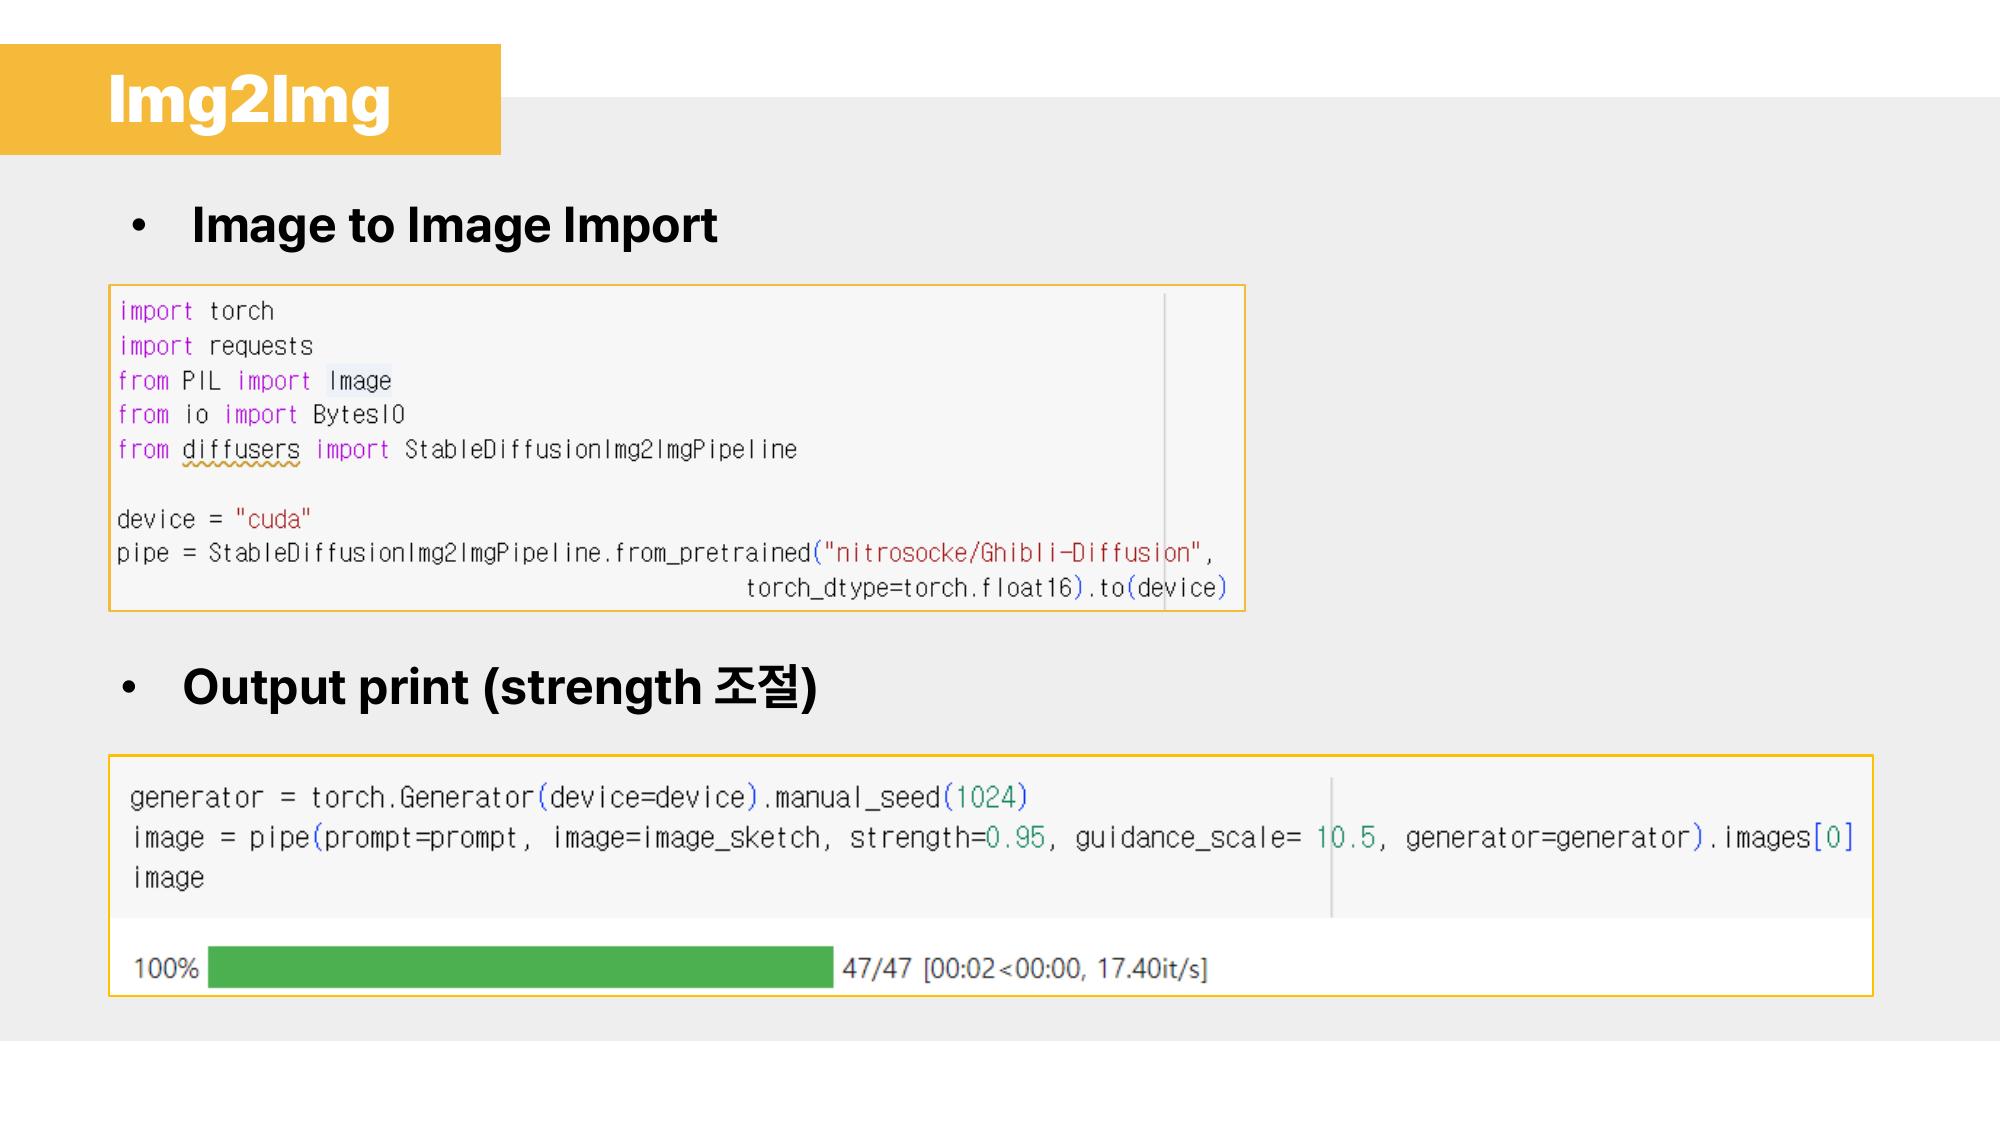 Img2Img
• Image to Image Import
import torch
import requests
from PIL import Image
from io import BytesIO
from diffusers import StableDiffusionImg2ImgPipeline
device = "cuda"
pipe = StableDiffusionImg2ImgPipeline.from_pretrained("nitrosocke/Ghibli-Diffusion",
torch_dtype=torch.float16).to(device)
• Output print (strength 조절)
generator = torch.Generator(device=device).manual_seed(1024)
image = pipe(prompt=prompt, image=image_sketch, strength=0.95, guidance_scale= 10.5, generator=generator).images[0]
image
100% 47/47 [00:02<00:00, 17.40it/s]